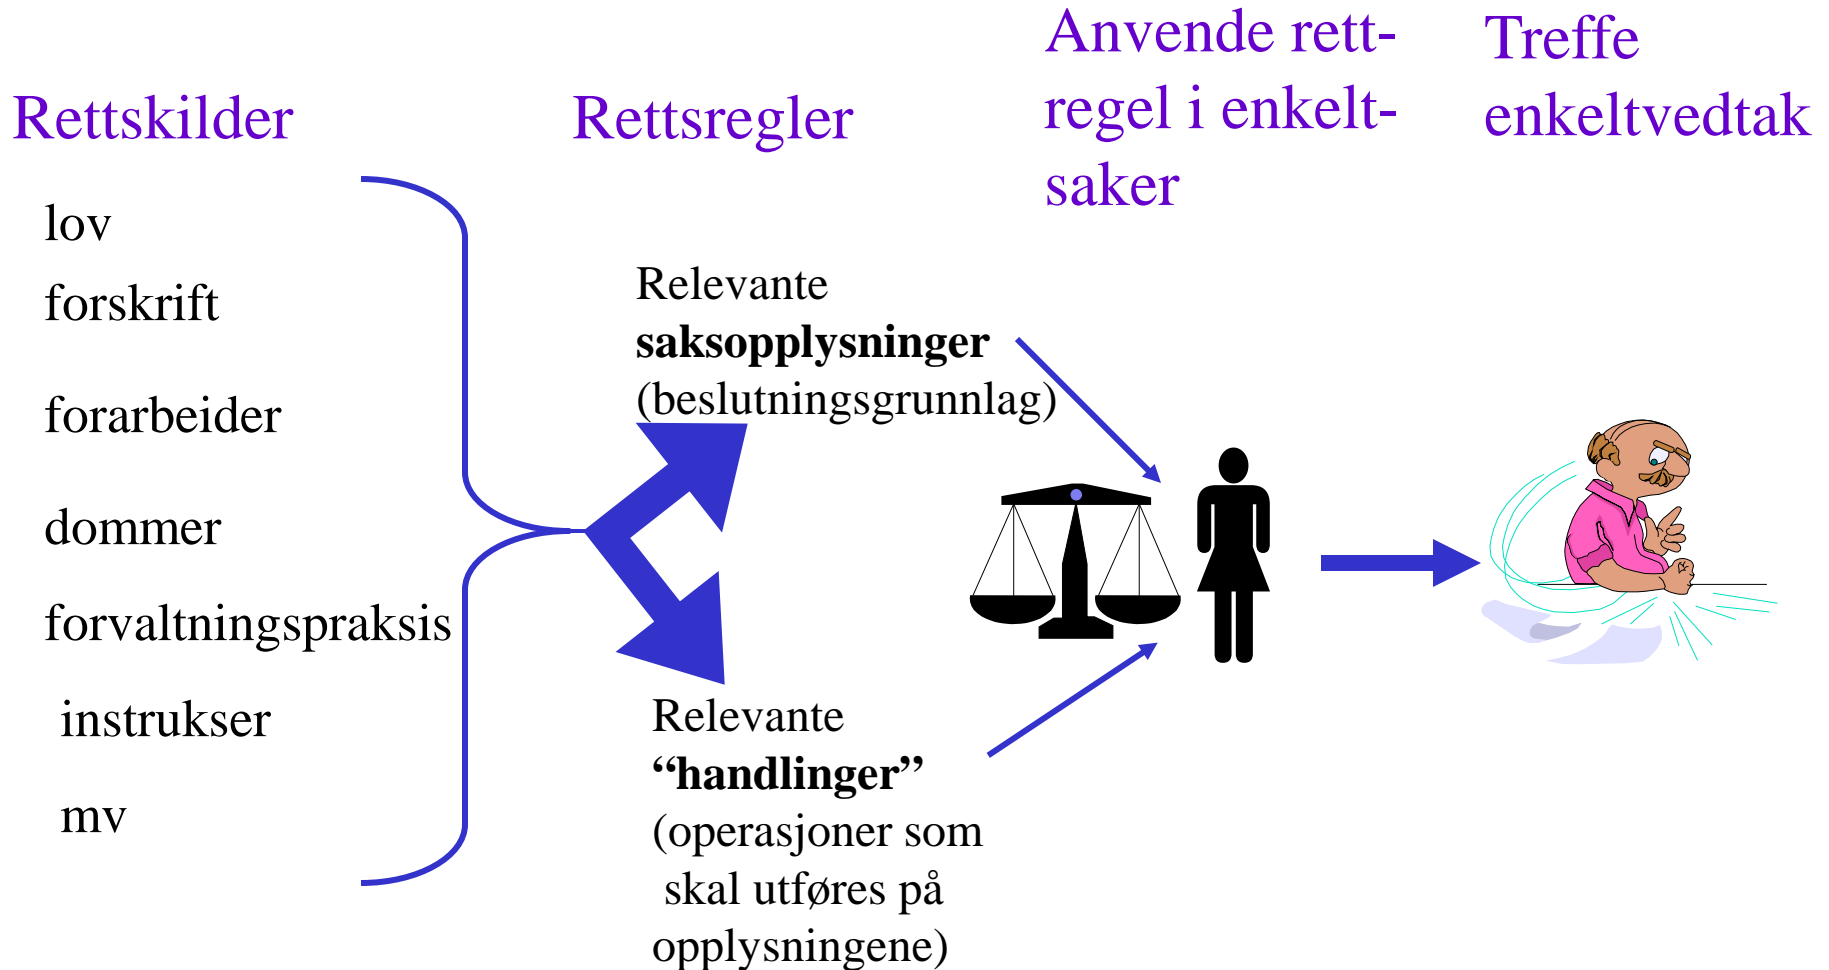 Rettskilder
lov
forskrift
forarbeider
dommer
forvaltningspraksis
instrukser
mv
Rettsregler
Relevante
saksopplysninger
(beslutningsgrunnlag)
Relevante
“handlinger”
(operasjoner som
skal utføres på
opplysningene)
Anvende rett-
regel i enkelt-
saker
Treffe
enkeltvedtak